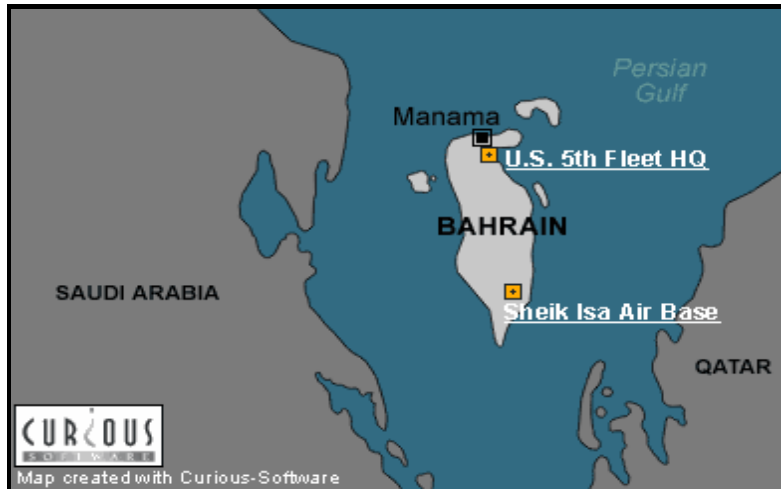 Persian
Gulf
Manama
U.S. 5th Fleet HQ
BAHRAIN
SAUDI ARABIA
Sheik Isa Air Base
QATAR
CURiOUS
SOFTWARE
Map created with Curious-Software